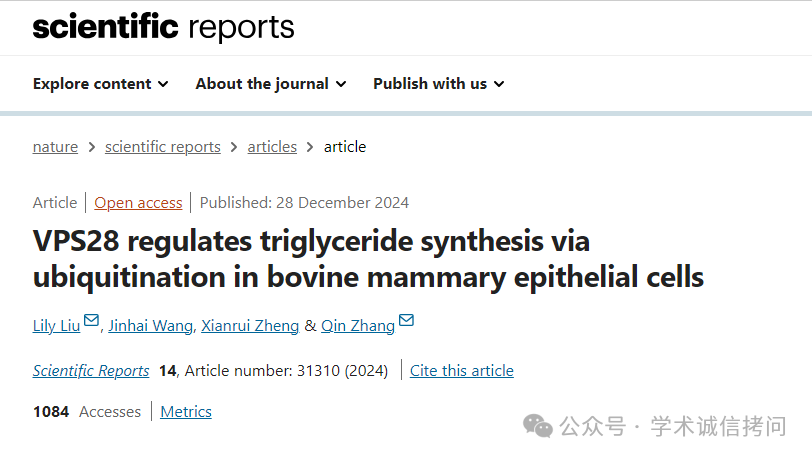 scientific reports
Explore content About the journal Publish with us
nature > scientific reports > articles > article
Article | Open access | Published: 28 December 2024
VPS28 regulates triglyceride synthesis via
ubiquitination in bovine mammary epithelial cells
Lily Liu, Jinhai Wang, Xianrui Zheng & Qin Zhang
Scientific Reports 14, Article number: 31310 (2024) | Cite this article
1084 Accesses | Metrics
公众号 · 学术诚信拷问